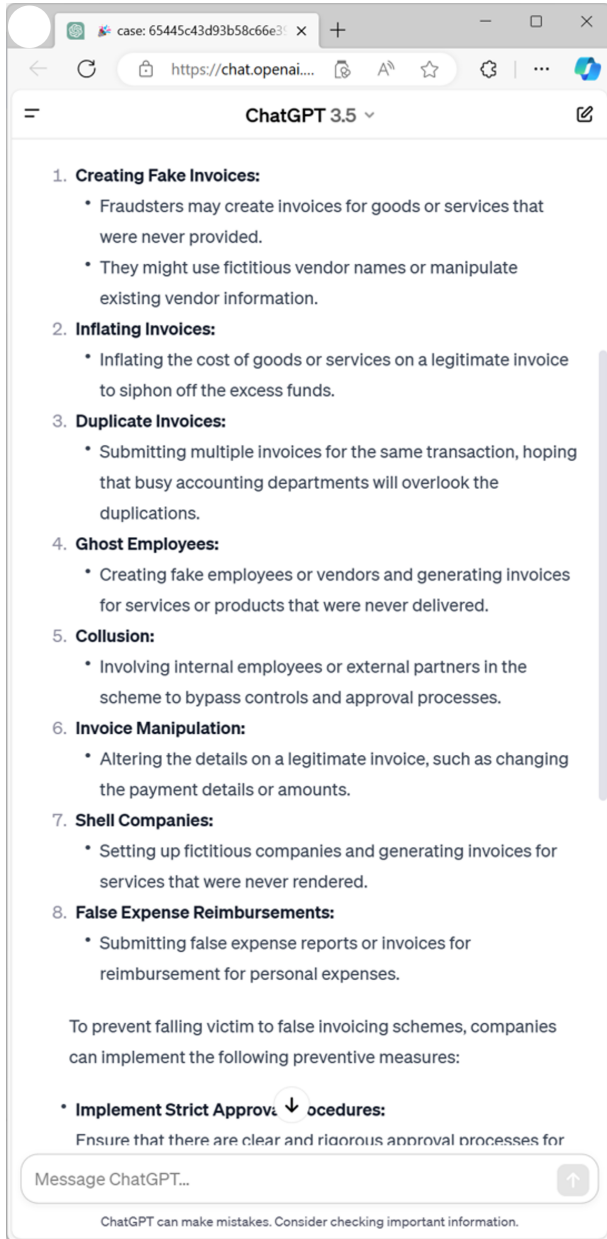 case: 65445c43d93b58c66e3
https://chat.openai....
ChatGPT 3.5
1. Creating Fake Invoices:
• Fraudsters may create invoices for goods or services that
were never provided.
• They might use fictitious vendor names or manipulate
existing vendor information.
2. Inflating Invoices:
• Inflating the cost of goods or services on a legitimate invoice
to siphon off the excess funds.
3. Duplicate Invoices:
• Submitting multiple invoices for the same transaction, hoping
that busy accounting departments will overlook the
duplications.
4. Ghost Employees:
• Creating fake employees or vendors and generating invoices
for services or products that were never delivered.
5. Collusion:
• Involving internal employees or external partners in the
scheme to bypass controls and approval processes.
6. Invoice Manipulation:
• Altering the details on a legitimate invoice, such as changing
the payment details or amounts.
7. Shell Companies:
• Setting up fictitious companies and generating invoices for
services that were never rendered.
8. False Expense Reimbursements:
• Submitting false expense reports or invoices for
reimbursement for personal expenses.
To prevent falling victim to false invoicing schemes, companies
can implement the following preventive measures:
• Implement Strict
Ensure that there are clear and rigorous approval processes for
Message ChatGPT...
ChatGPT can make mistakes. Consider checking important information.